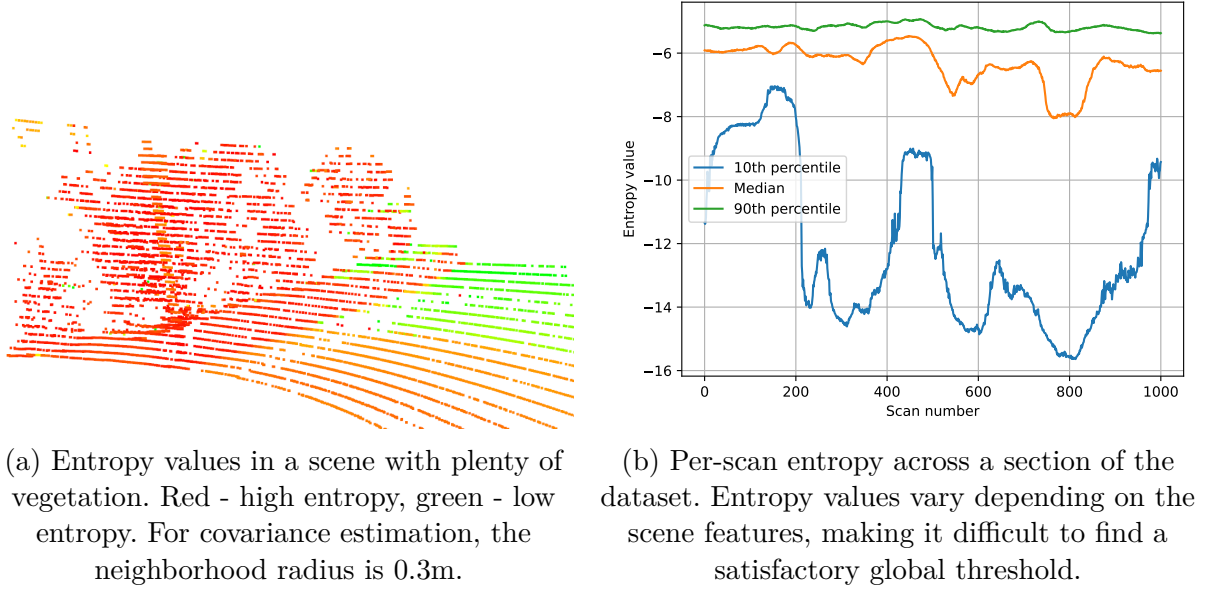 −6
−8
−10
−12
−14
−16
Entropy value
10th percentile
Median
90th percentile
0
200
400
600
800
1000
Scan number
(a) Entropy values in a scene with plenty of
vegetation. Red - high entropy, green - low
entropy. For covariance estimation, the
neighborhood radius is 0.3m.
(b) Per-scan entropy across a section of the
dataset. Entropy values vary depending on the
scene features, making it difficult to find a
satisfactory global threshold.